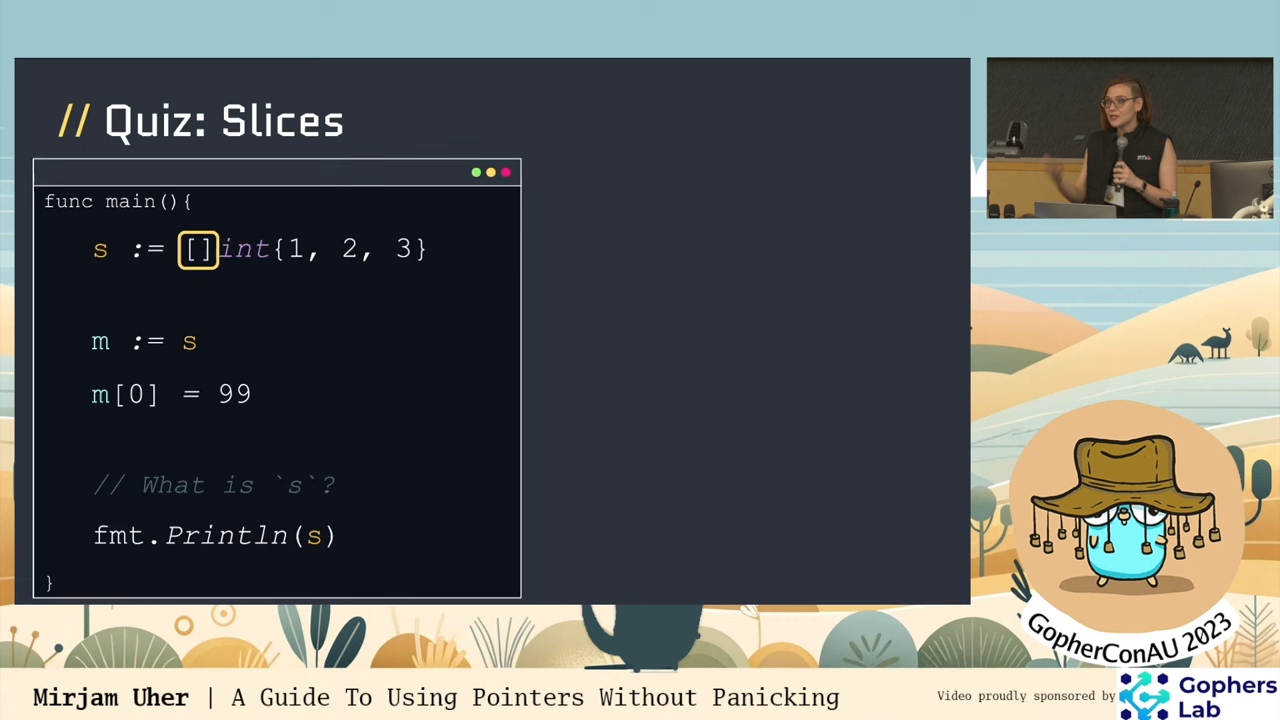 // Quiz: Slices
func main(){
s := []int{1, 2, 3}
m := s
m[0] = 99
// What is `s`?
fmt.Println(s)
}
GopherConAU 2023
Mirjam Uher | A Guide To Using Pointers Without Panicking
Video proudly sponsored by
Gophers
Lab